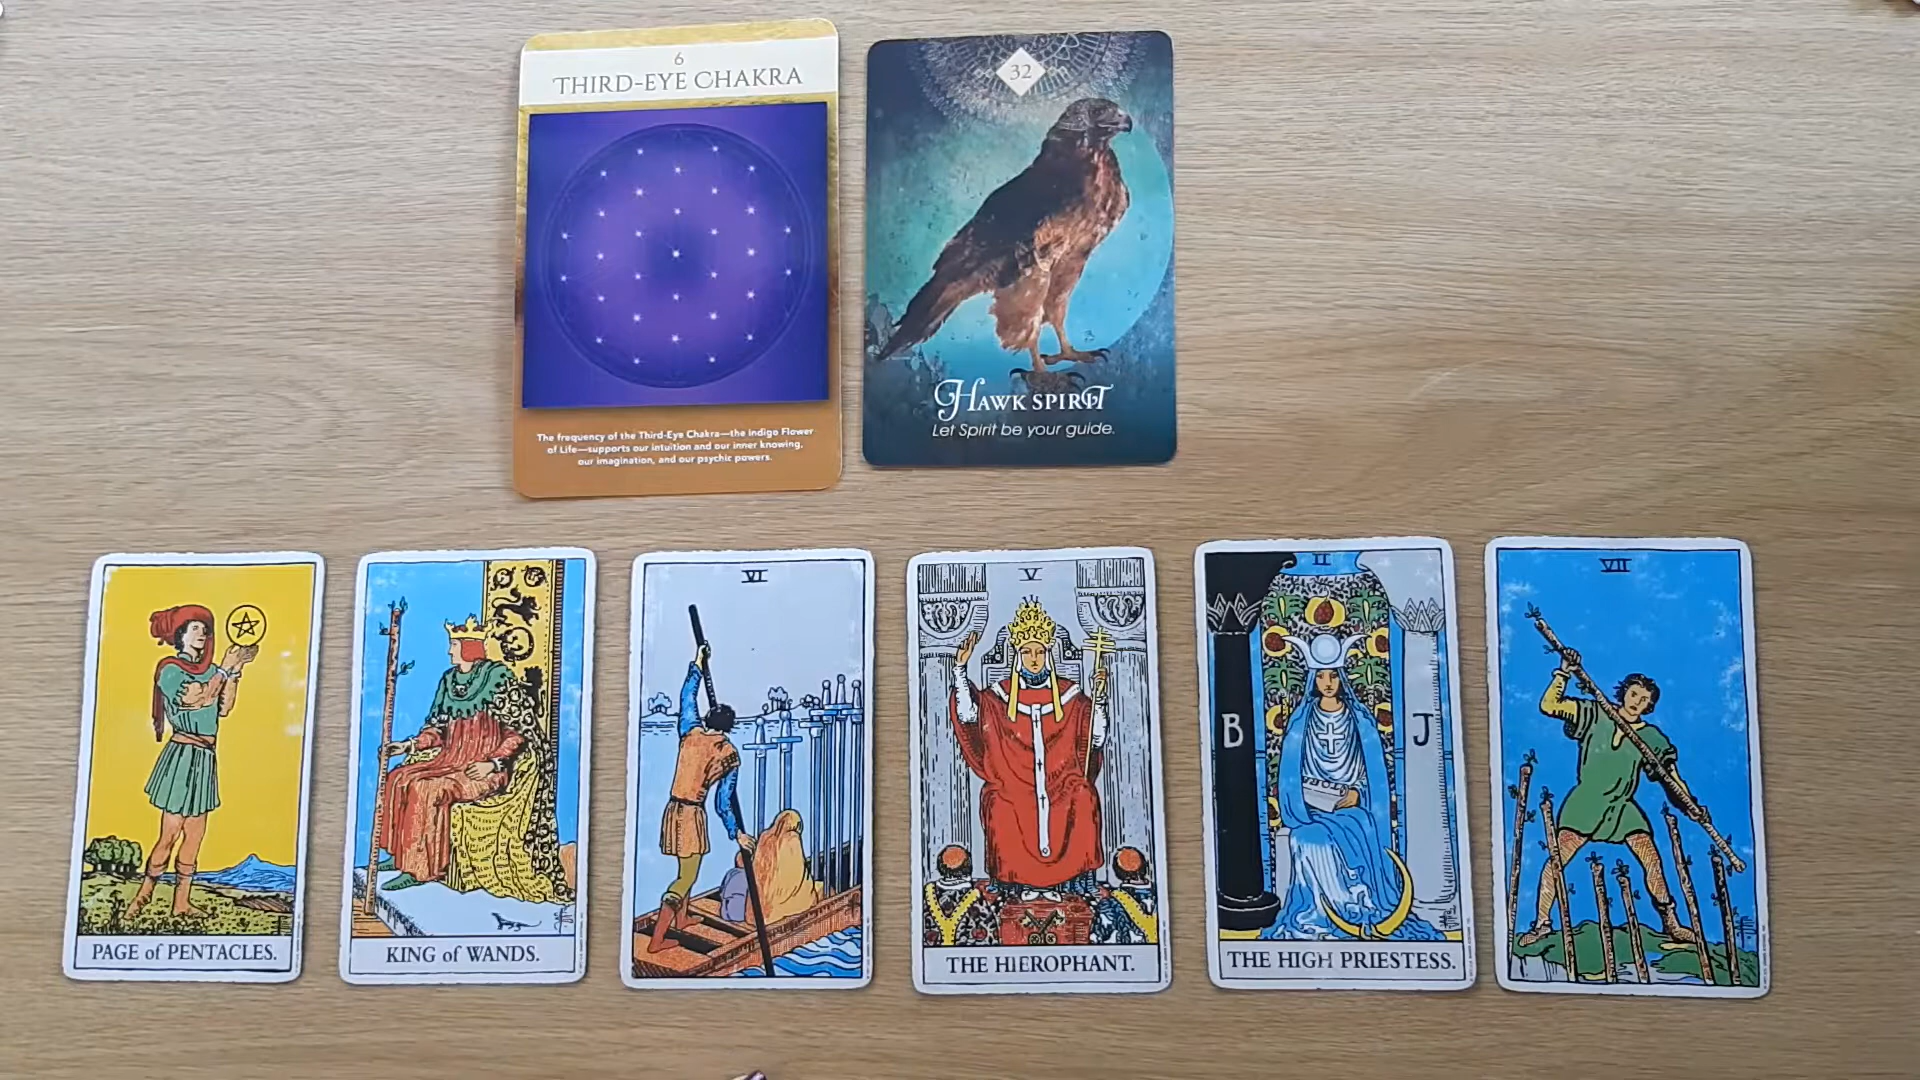 6
THIRD-EYE CHAKRA
The frequency of the Third-Eye Chakra—the Indigo Flower
of Life—supports our intuition and our inner knowing,
our imagination, and our psychic powers.
32
HAWK SPIRIT
Let Spirit be your guide.
PAGE of PENTACLES.
KING of WANDS.
VI
V
THE HIEROPHANT.
II
B
J
TORA
THE HIGH PRIESTESS.
VII